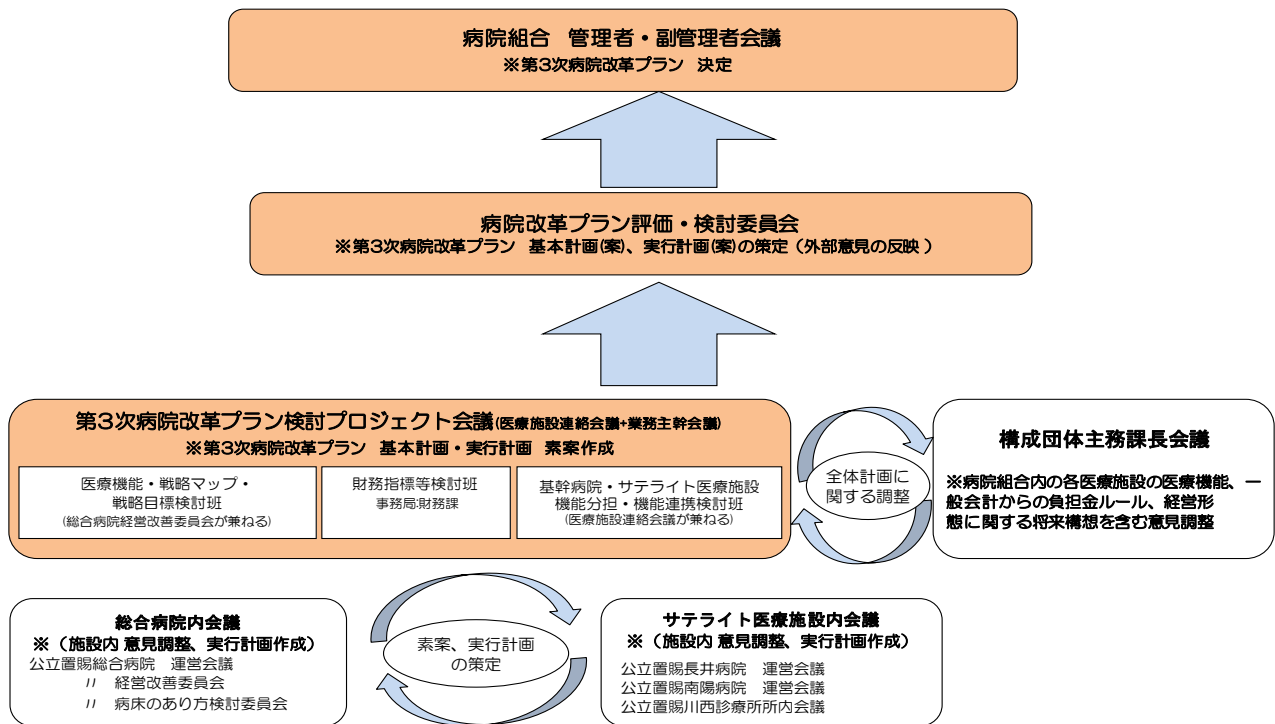 病院組合　管理者・副管理者会議
※第3次病院改革プラン　決定
病院改革プラン評価・検討委員会
※第3次病院改革プラン　基本計画(案)、実行計画(案)の策定（外部意見の反映）
第3次病院改革プラン検討プロジェクト会議(医療施設連絡会議+業務主幹会議)
※第3次病院改革プラン　基本計画・実行計画　素案作成
医療機能・戦略マップ・
戦略目標検討班
(総合病院経営改善委員会が兼ねる)
財務指標等検討班
事務局:財務課
基幹病院・サテライト医療施設
機能分担・機能連携検討班
(医療施設連絡会議が兼ねる)
全体計画に
関する調整
構成団体主務課長会議
※病院組合内の各医療施設の医療機能、一
般会計からの負担金ルール、経営形
態に関する将来構想を含む意見調整
総合病院内会議
※（施設内 意見調整、実行計画作成）
公立置賜総合病院　運営会議
〃　経営改善委員会
〃　病床のあり方検討委員会
素案、実行計画
の策定
サテライト医療施設内会議
※（施設内 意見調整、実行計画作成）
公立置賜長井病院　運営会議
公立置賜南陽病院　運営会議
公立置賜川西診療所所内会議